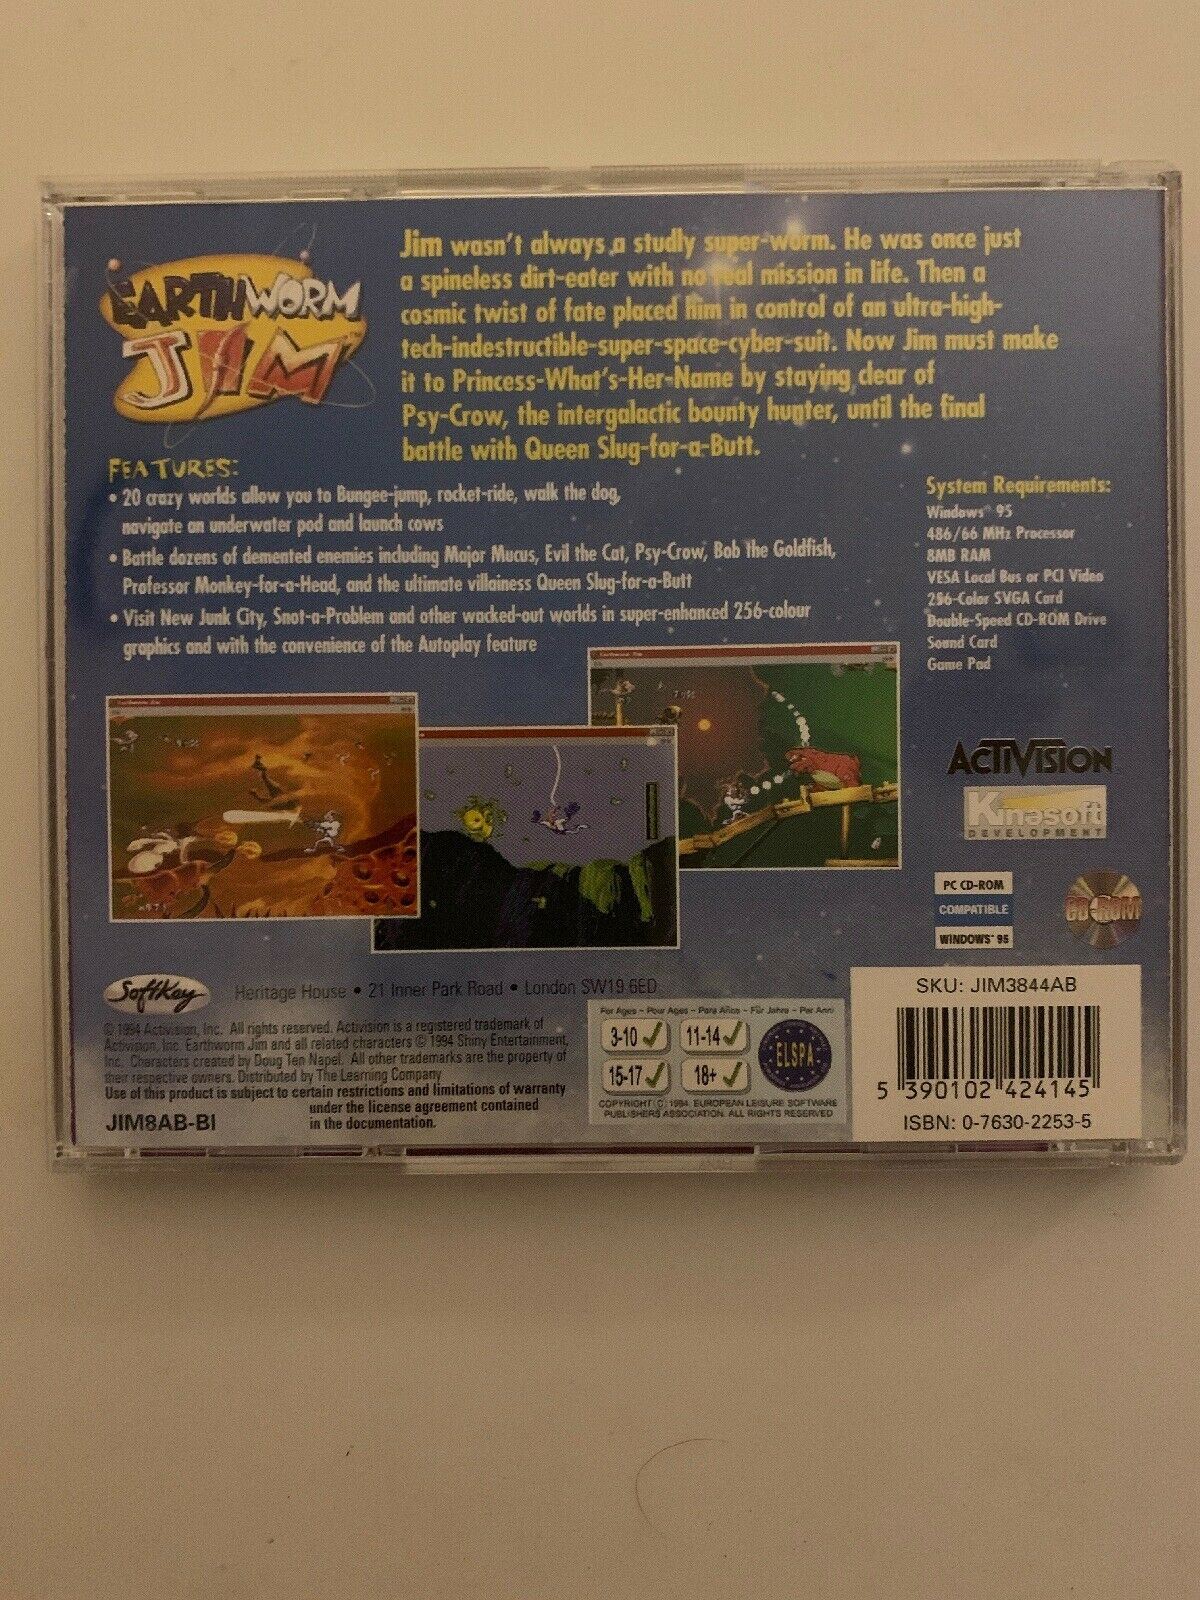 EARTHWORM
JIM
Jim wasn't always a studly super-worm. He was once just
a spineless dirt-eater with no real mission in life. Then a
cosmic twist of fate placed him in control of an ultra-high-
tech-indestructible-super-space-cyber-suit. Now Jim must make
it to Princess-What's-Her-Name by staying clear of
Psy-Crow, the intergalactic bounty hunter, until the final
battle with Queen Slug-for-a-Butt.
FEATURES:
• 20 crazy worlds allow you to Bungee-jump, rocket-ride, walk the dog,
navigate an underwater pod and launch cows
• Battle dozens of demented enemies including Major Mucus, Evil the Cat, Psy-Crow, Bob The Goldfish,
Professor Monkey-for-a-Head, and the ultimate villainess Queen Slug-for-a-Butt
• Visit New Junk City, Snot-a-Problem and other wacked-out worlds in super-enhanced 256-colour
graphics and with the convenience of the Autoplay feature
System Requirements:
Windows® 95
486/66 MHz Processor
8MB RAM
VESA Local Bus or PCI Video
256-Color SVGA Card
Double-Speed CD-ROM Drive
Sound Card
Game Pad
ACTIVISION
Kinasoft
DEVELOPMENT
PC CD-ROM
COMPATIBLE
WINDOWS® 95
CD-ROM
SoftKey
Heritage House • 21 Inner Park Road • London SW19 6ED
© 1994 Activision, Inc. All rights reserved. Activision is a registered trademark of
Activision, Inc. Earthworm Jim and all related characters © 1994 Shiny Entertainment,
Inc. Characters created by Doug Ten Napel. All other trademarks are the property of
their respective owners. Distributed by The Learning Company
Use of this product is subject to certain restrictions and limitations of warranty
under the license agreement contained
in the documentation.
JIM8AB-BI
For Ages - Pour Ages - Para Años - Für Jahre - Per Anni
3-10 11-14
15-17 18+
ELSPA
COPYRIGHT (C) 1994 EUROPEAN LEISURE SOFTWARE
PUBLISHERS ASSOCIATION. ALL RIGHTS RESERVED
SKU: JIM3844AB
5 390102 424145
ISBN: 0-7630-2253-5